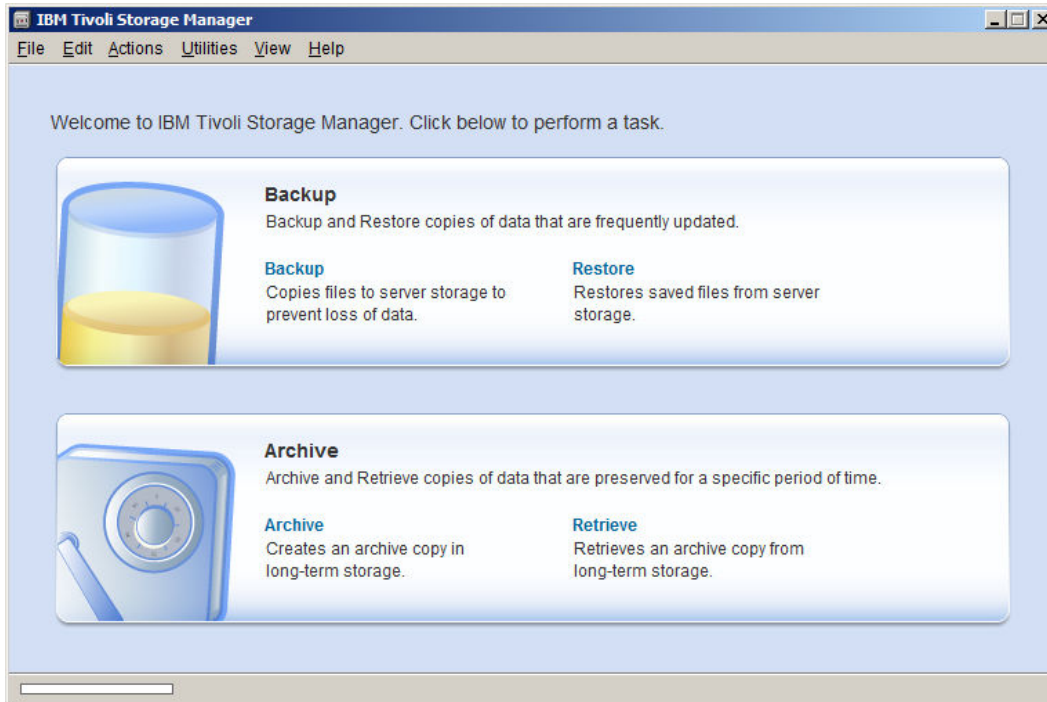 IBM Tivoli Storage Manager
File Edit Actions Utilities View Help
Welcome to IBM Tivoli Storage Manager. Click below to perform a task.
Backup
Backup and Restore copies of data that are frequently updated.
Backup
Copies files to server storage to
prevent loss of data.
Restore
Restores saved files from server
storage.
Archive
Archive and Retrieve copies of data that are preserved for a specific period of time.
Archive
Creates an archive copy in
long-term storage.
Retrieve
Retrieves an archive copy from
long-term storage.